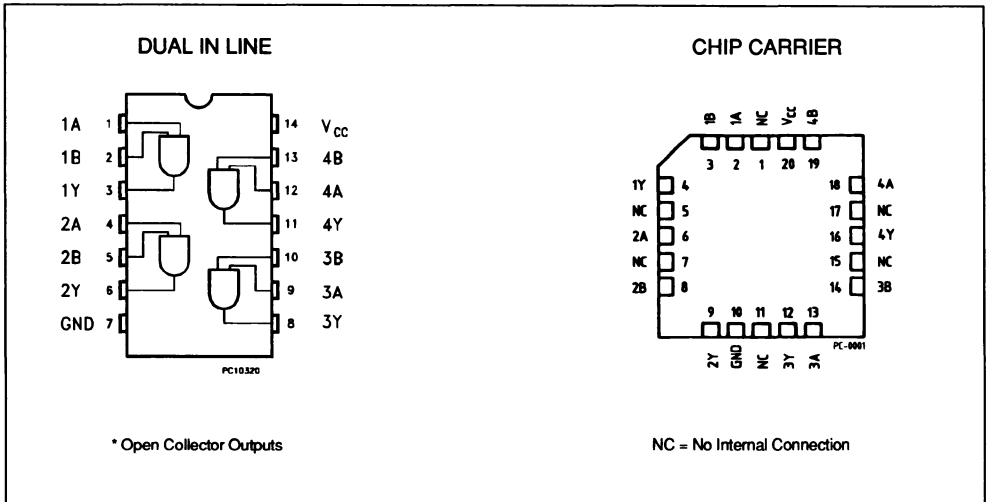 DUAL IN LINE
1A 1 14 VCC
1B 2 13 4B
1Y 3 12 4A
2A 4 11 4Y
2B 5 10 3B
2Y 6 9 3A
GND 7 8 3Y
PC10320
* Open Collector Outputs
CHIP CARRIER
1B 1A NC VCC 4B
3 2 1 20 19
1Y 4 18 4A
NC 5 17 NC
2A 6 16 4Y
NC 7 15 NC
2B 8 14 3B
9 10 11 12 13
2Y GND NC 3Y 3A
PC-0001
NC = No Internal Connection